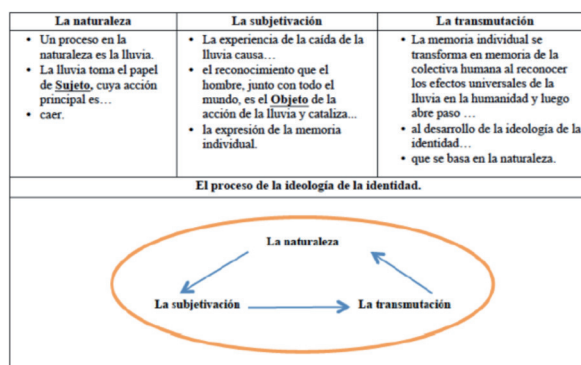 La naturaleza
• Un proceso en la
naturaleza es la lluvia.
• La lluvia toma el papel
de Sujeto, cuya acción
principal es…
• caer.
La subjetivación
• La experiencia de la caída de la
lluvia causa…
• el reconocimiento que el
hombre, junto con todo el
mundo, es el Objeto de la
acción de la lluvia y cataliza...
• la expresión de la memoria
individual.
La transmutación
• La memoria individual se
transforma en memoria de la
colectiva humana al reconocer
los efectos universales de la
lluvia en la humanidad y luego
abre paso …
• al desarrollo de la ideología de la
identidad…
• que se basa en la naturaleza.
El proceso de la ideología de la identidad.
La naturaleza
La subjetivación
La transmutación